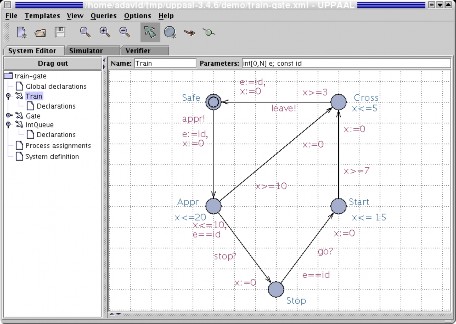 /home/adavid/tmp/uppaal-3.4.6/demo/train-gate.xml - UPPAAL
File Templates View Queries Options Help
System Editor Simulator Verifier
Drag out
Name: Train Parameters: int[0,N] e; const id
train-gate
Global declarations
Train
Declarations
Gate
IntQueue
Declarations
Process assignments
System definition
e:=id,
x:=0
x>=3
Safe
leave!
Cross
x<=5
appr!
e:=id,
x:=0
x:=0
x:=0
x>=7
x>=10
Appr
x<=20
x<=10,
e==id
Start
x<= 15
stop?
x:=0
go?
x:=0
e==id
Stop